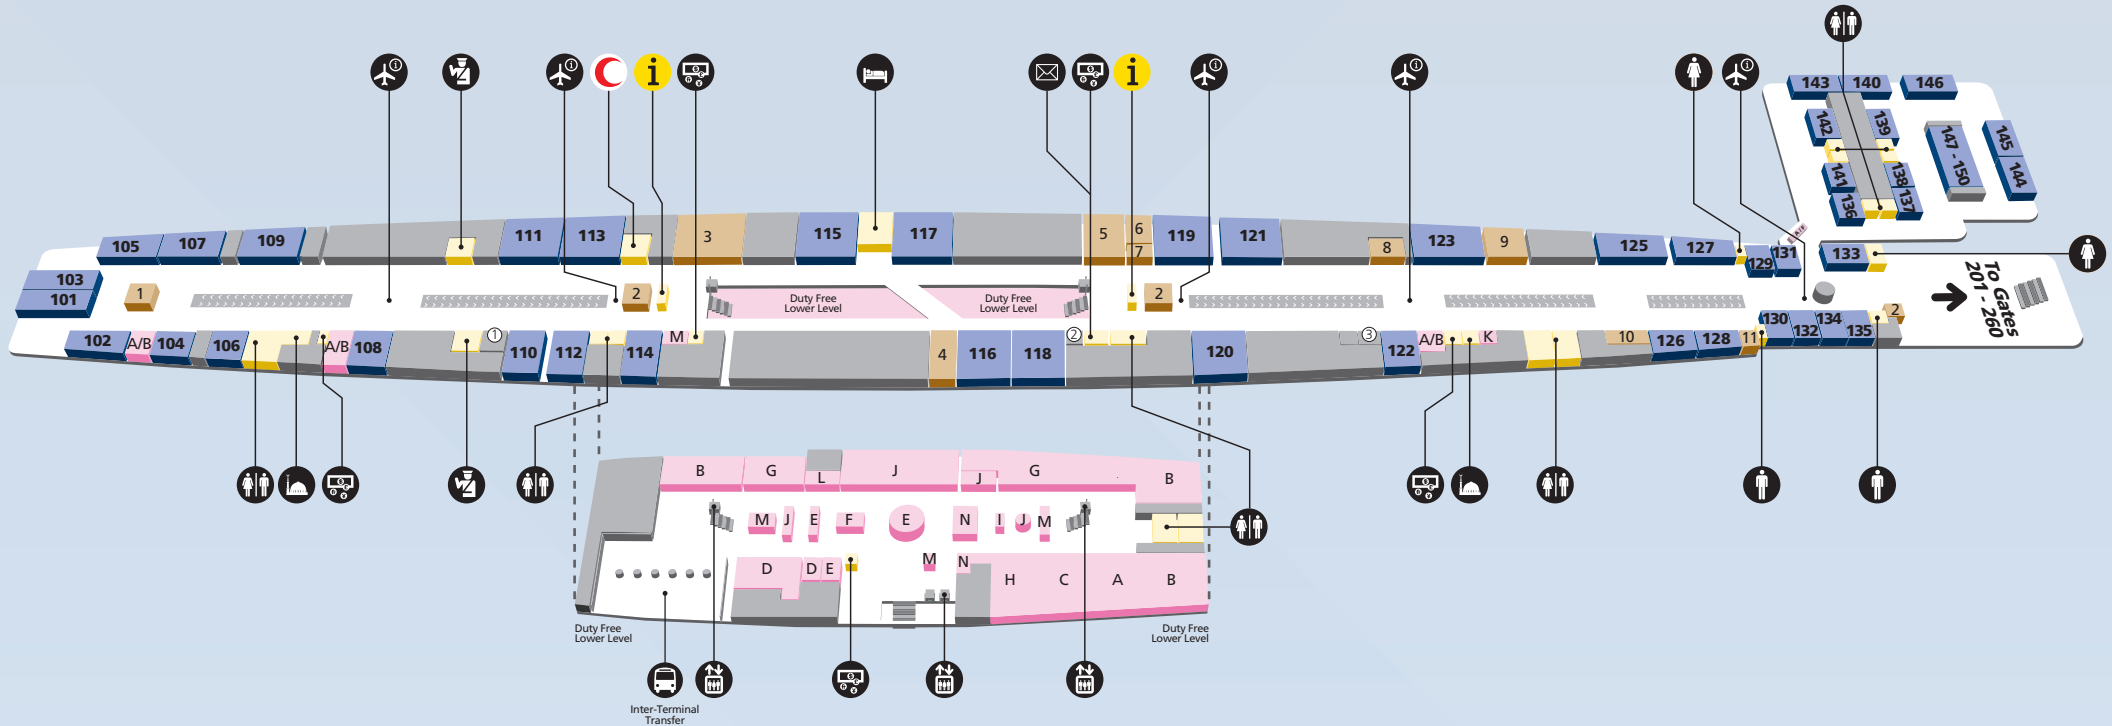 143 140 146
142 139
147 - 150
145
144
141 138
136 137
105 107 109 111 113 3 115 117 5 6 7 119 121 8 123 9 125 127 129 131 133
103
101
1 2 2
Duty Free
Lower Level
Duty Free
Lower Level
To Gates
201 - 260
102 A/B 104 106 A/B 108 1 110 112 114 M 4 116 118 2 120 3 122 A/B K 10 126 128 11 130 132 134 135 2
B G L J J G B
M J E F E N I J M
D D E M N H C A B
Duty Free
Lower Level
Duty Free
Lower Level
Inter-Terminal
Transfer